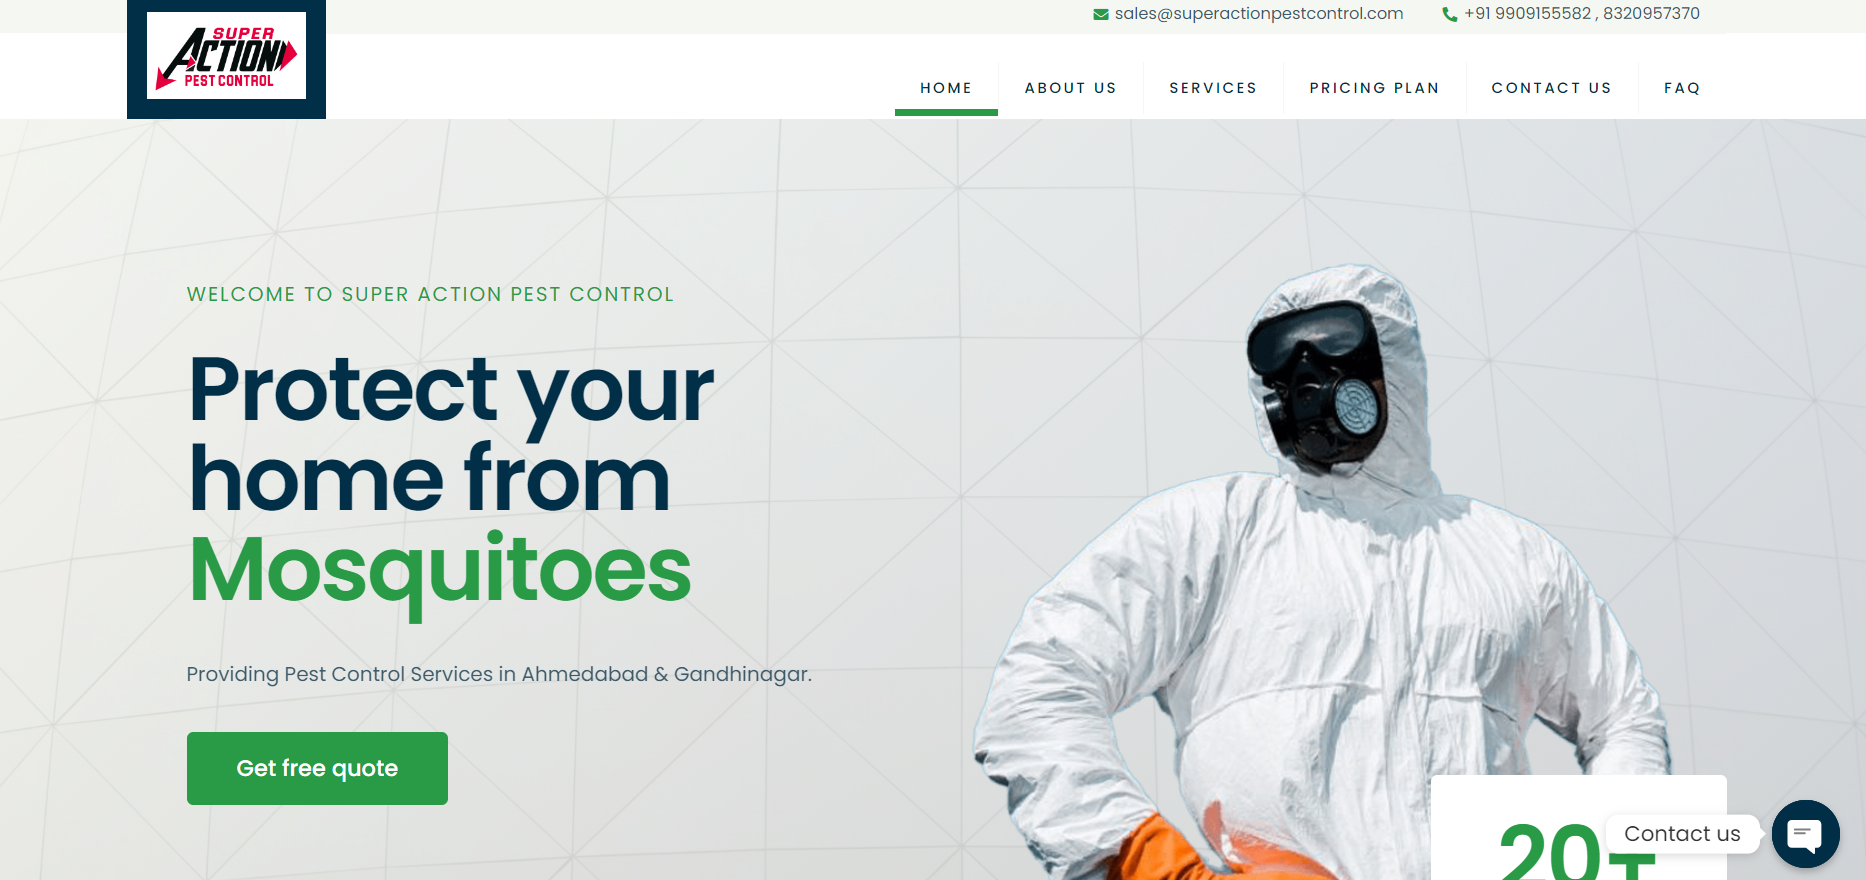 sales@superactionpestcontrol.com
+91 9909155582 , 8320957370
SUPER
ACTION
PEST CONTROL
HOME
ABOUT US
SERVICES
PRICING PLAN
CONTACT US
FAQ
WELCOME TO SUPER ACTION PEST CONTROL
Protect your
home from
Mosquitoes
Providing Pest Control Services in Ahmedabad & Gandhinagar.
Get free quote
20+
Contact us